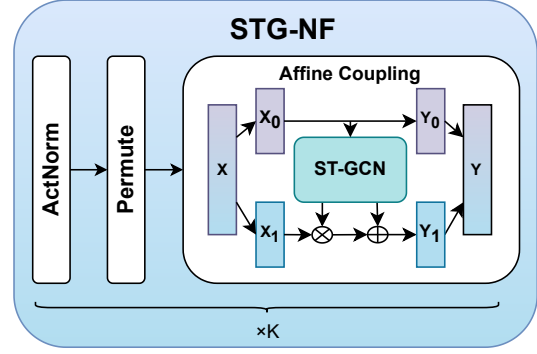 STG-NF
ActNorm
Permute
Affine Coupling
X
X0
X1
ST-GCN
Y0
Y1
Y
×K